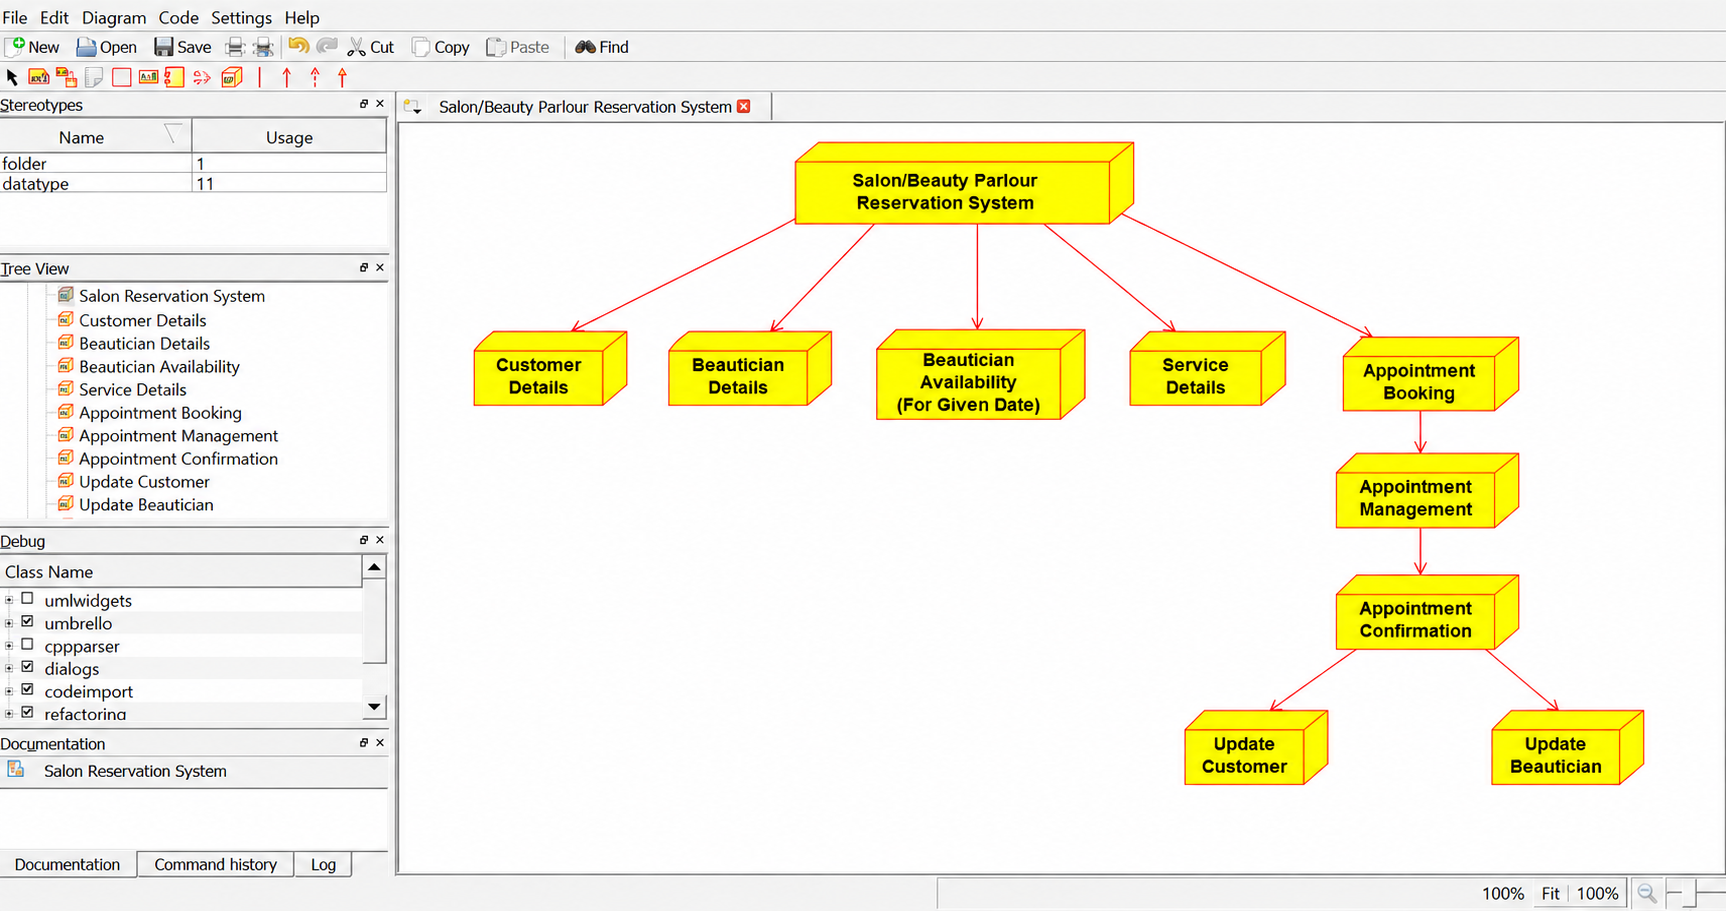 File Edit Diagram Code Settings Help
New Open Save Cut Copy Paste Find
Stereotypes
Name Usage
folder 1
datatype 11
Tree View
Salon Reservation System
Customer Details
Beautician Details
Beautician Availability
Service Details
Appointment Booking
Appointment Management
Appointment Confirmation
Update Customer
Update Beautician
Debug
Class Name
umlwidgets
umbrello
cppparser
dialogs
codeimport
refactoring
Documentation
Salon Reservation System
Documentation Command history Log
Salon/Beauty Parlour Reservation System
Salon/Beauty Parlour
Reservation System
Customer
Details
Beautician
Details
Beautician
Availability
(For Given Date)
Service
Details
Appointment
Booking
Appointment
Management
Appointment
Confirmation
Update
Customer
Update
Beautician
100% Fit 100%